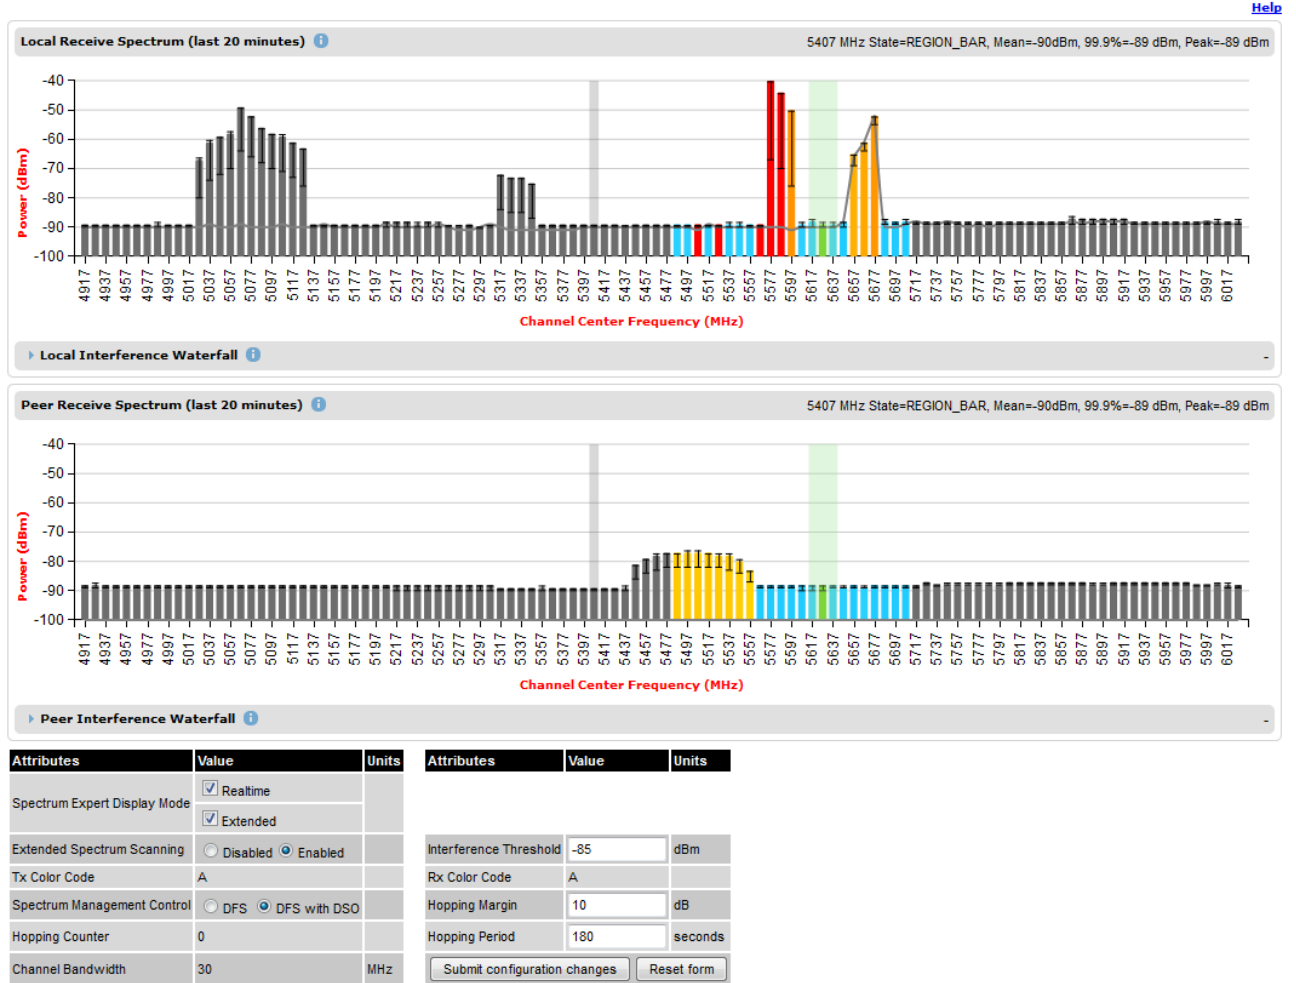 Help
Local Receive Spectrum (last 20 minutes) i 5407 MHz State=REGION_BAR, Mean=-90dBm, 99.9%=-89 dBm, Peak=-89 dBm
-40
-50
-60
-70
-80
-90
-100
Power (dBm)
4917 4937 4957 4977 4997 5017 5037 5057 5077 5097 5117 5137 5157 5177 5197 5217 5237 5257 5277 5297 5317 5337 5357 5377 5397 5417 5437 5457 5477 5497 5517 5537 5557 5577 5597 5617 5637 5657 5677 5697 5717 5737 5757 5777 5797 5817 5837 5857 5877 5897 5917 5937 5957 5977 5997 6017
Channel Center Frequency (MHz)
Local Interference Waterfall i -
Peer Receive Spectrum (last 20 minutes) i 5407 MHz State=REGION_BAR, Mean=-90dBm, 99.9%=-89 dBm, Peak=-89 dBm
-40
-50
-60
-70
-80
-90
-100
Power (dBm)
4917 4937 4957 4977 4997 5017 5037 5057 5077 5097 5117 5137 5157 5177 5197 5217 5237 5257 5277 5297 5317 5337 5357 5377 5397 5417 5437 5457 5477 5497 5517 5537 5557 5577 5597 5617 5637 5657 5677 5697 5717 5737 5757 5777 5797 5817 5837 5857 5877 5897 5917 5937 5957 5977 5997 6017
Channel Center Frequency (MHz)
Peer Interference Waterfall i -
Attributes Value Units Attributes Value Units
Spectrum Expert Display Mode Realtime
Extended
Extended Spectrum Scanning Disabled Enabled Interference Threshold -85 dBm
Tx Color Code A Rx Color Code A
Spectrum Management Control DFS DFS with DSO Hopping Margin 10 dB
Hopping Counter 0 Hopping Period 180 seconds
Channel Bandwidth 30 MHz Submit configuration changes Reset form